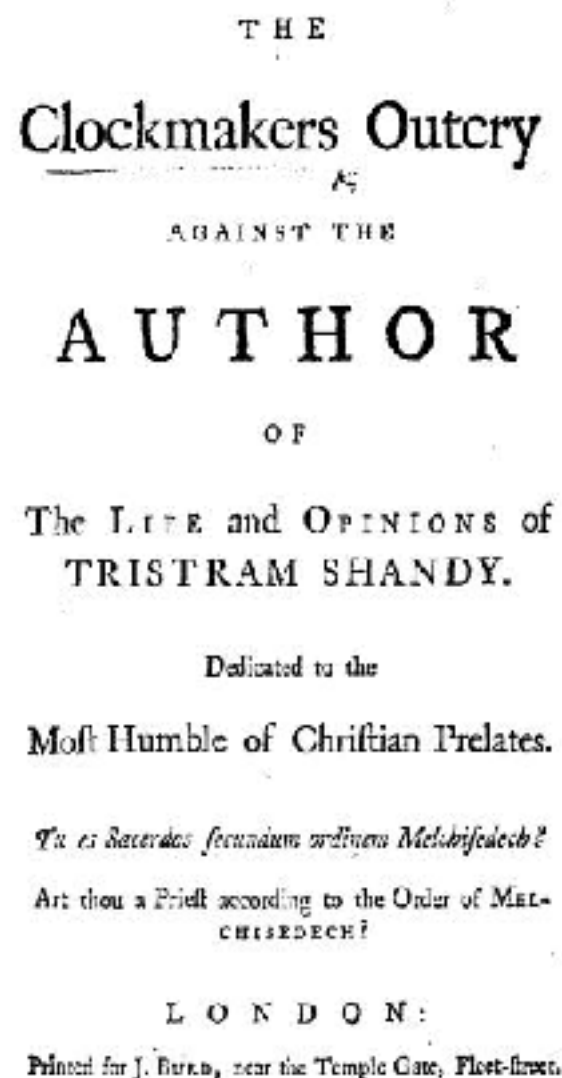 THE
Clockmakers Outcry
AGAINST THE
AUTHOR
OF
The LIFE and OPINIONS of
TRISTRAM SHANDY.
Dedicated to the
Moſt Humble of Chriſtian Prelates.
Tu es Sacerdos ſecundum ordinem Melchiſedech?
Art thou a Prieſt according to the Order of MEL-
CHISEDECH?
LONDON:
Printed for J. BURD, near the Temple Gate, Fleet-ſtreet.